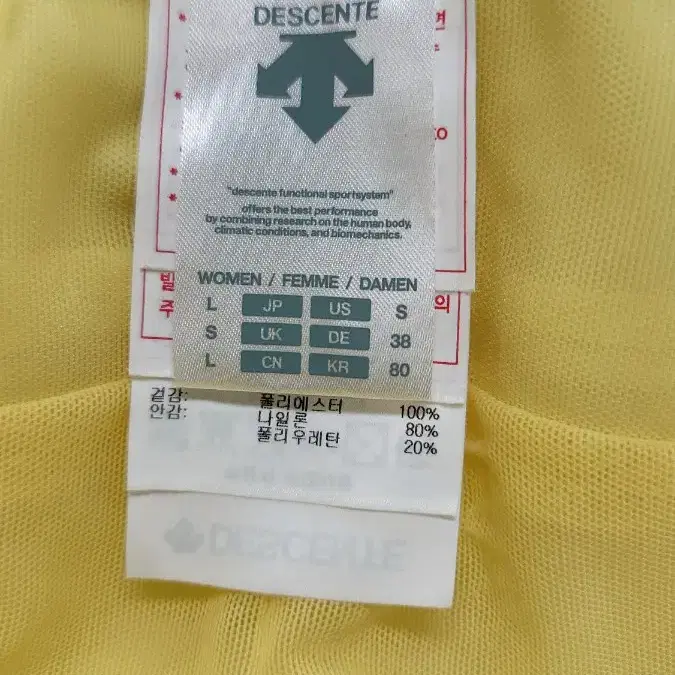 DESCENTE
"descente functional sportsystem"
offers the best performance
by combining research on the human body,
climatic conditions, and biomechanics.
WOMEN / FEMME / DAMEN
L JP US S
S UK DE 38
L CN KR 80
겉감: 폴리에스터 100%
안감: 나일론 80%
폴리우레탄 20%
DESCENTE